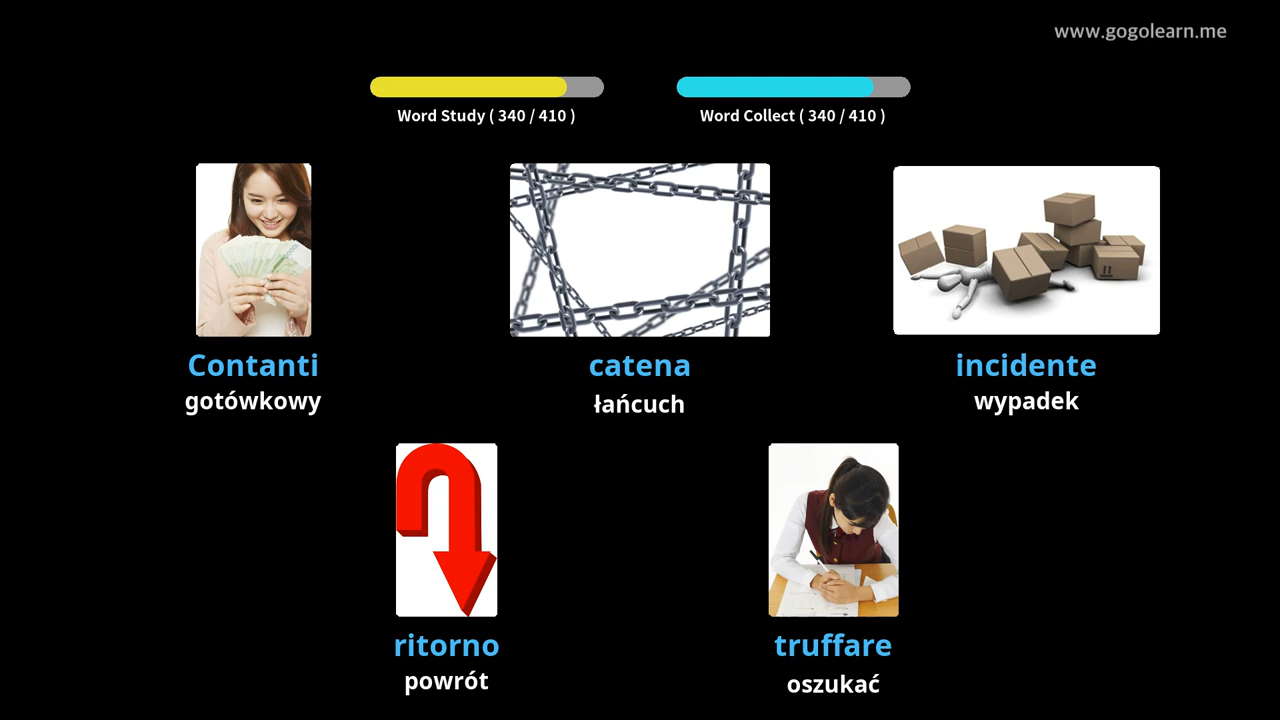 www.gogolearn.me
Word Study ( 340 / 410 )
Word Collect ( 340 / 410 )
Contanti
gotówkowy
catena
łańcuch
incidente
wypadek
ritorno
powrót
truffare
oszukać